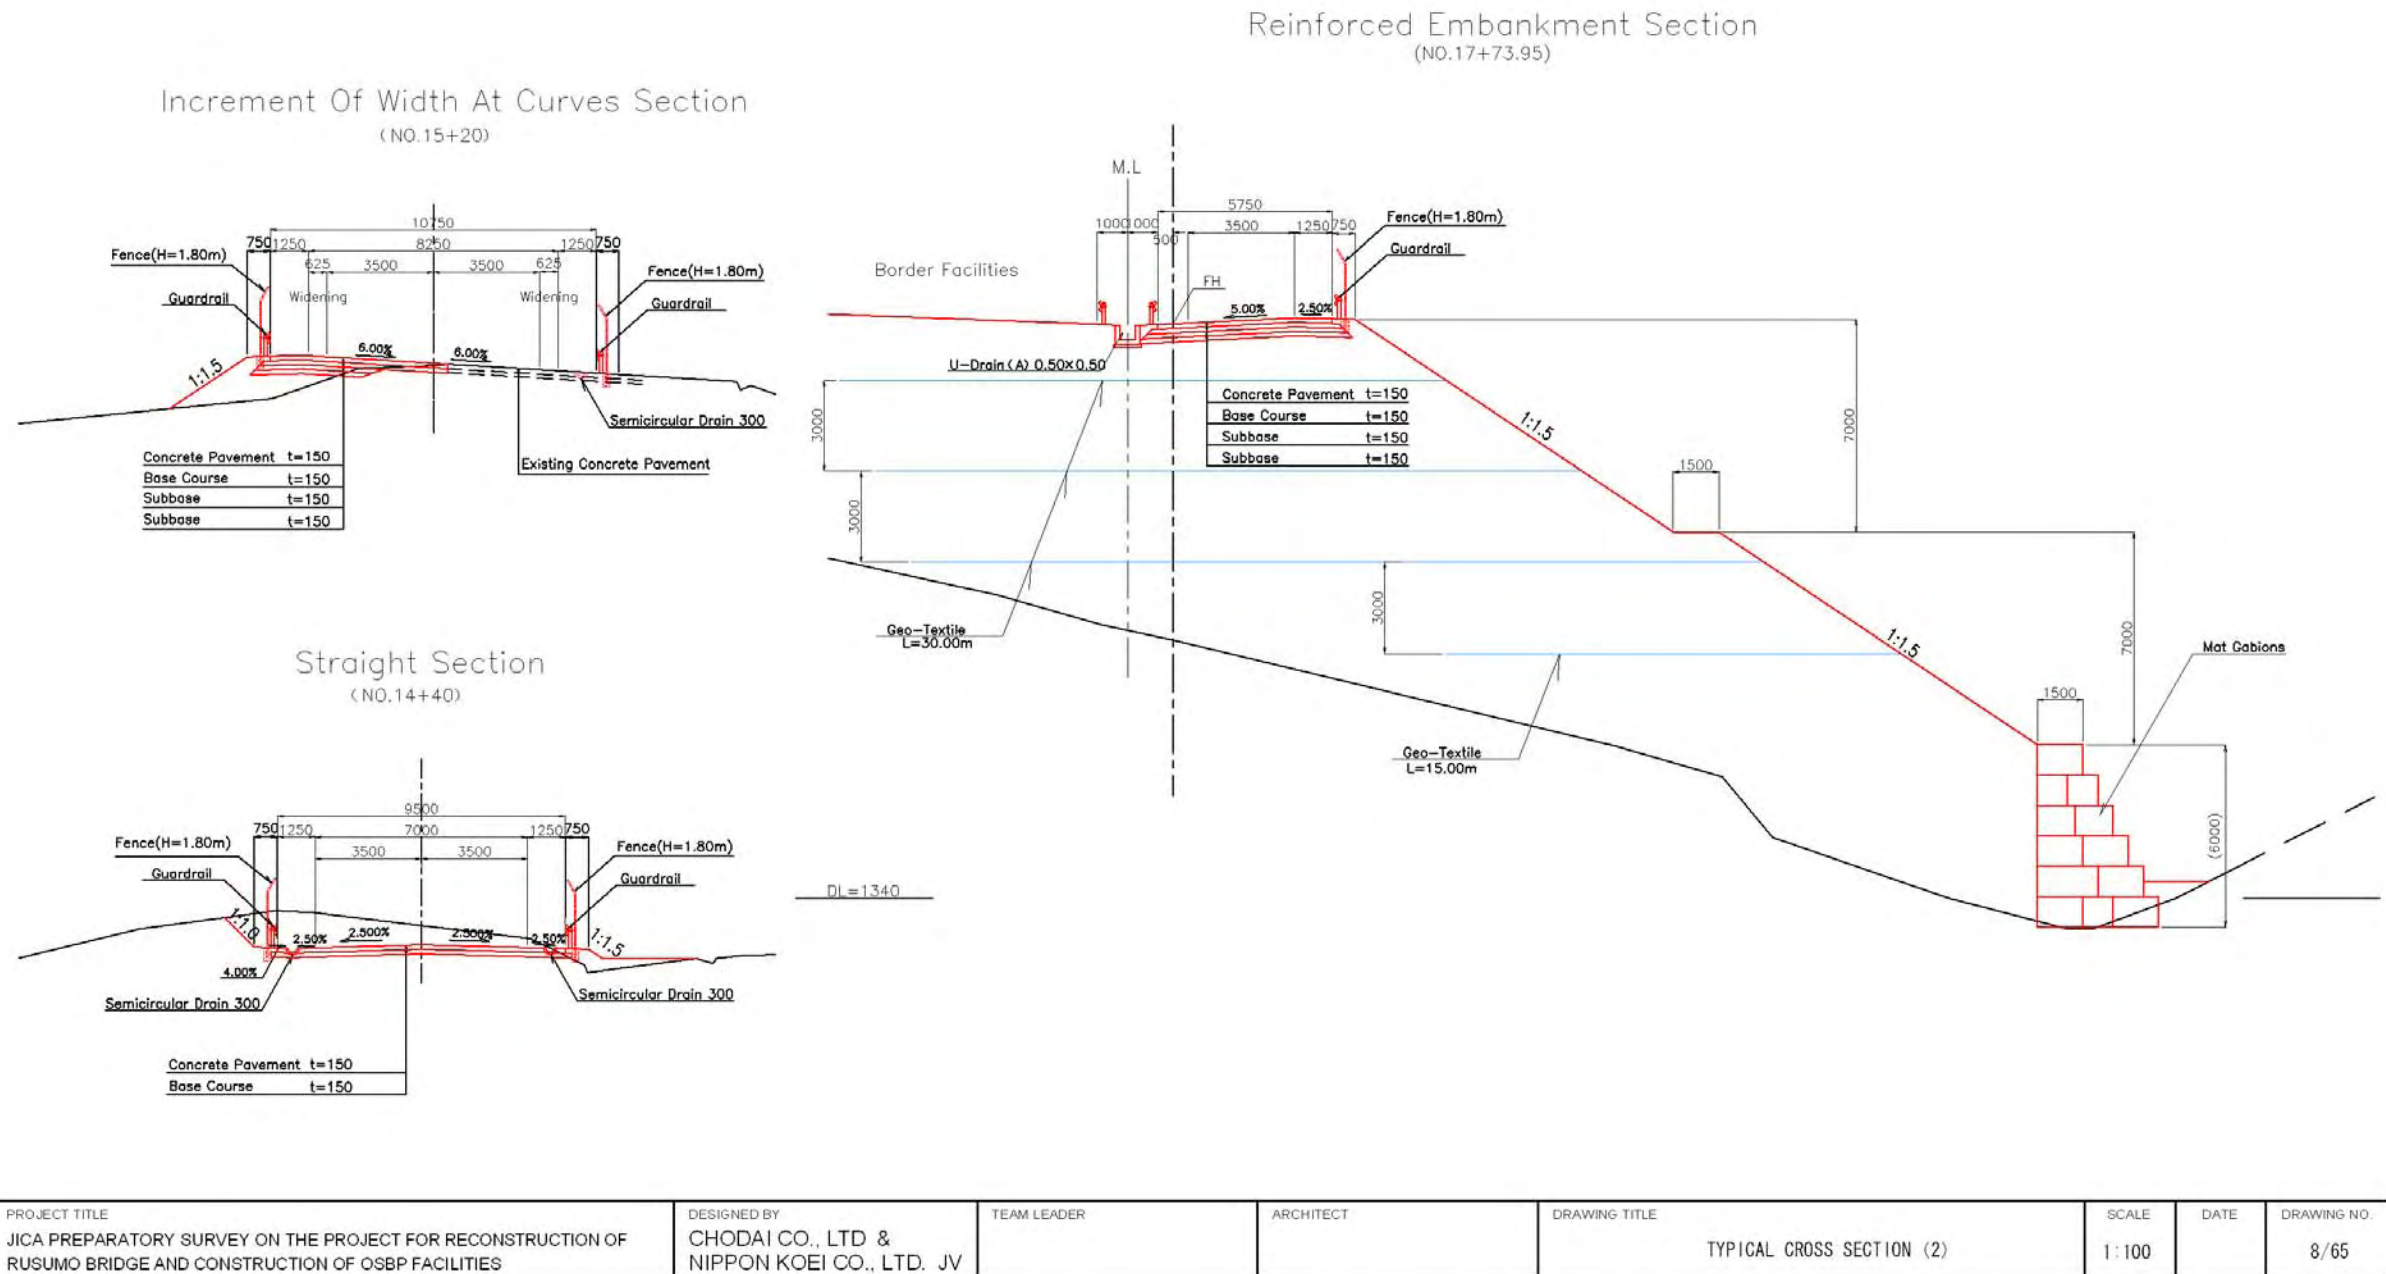 Reinforced Embankment Section
(NO.17+73.95)
Increment Of Width At Curves Section
(NO.15+20)
10750
750
1250
8250
1250
750
625
3500
3500
625
Fence(H=1.80m)
Guardrail
Widening
Widening
Fence(H=1.80m)
Guardrail
6.00%
6.00%
1:1.5
Semicircular Drain 300
Concrete Pavement t=150
Base Course t=150
Subbase t=150
Subbase t=150
Existing Concrete Pavement
M.L
5750
1000
1000
500
3500
1250
750
Fence(H=1.80m)
Guardrail
Border Facilities
FH
5.00%
2.50%
U-Drain(A) 0.50×0.50
Concrete Pavement t=150
Base Course t=150
Subbase t=150
Subbase t=150
3000
3000
3000
1:1.5
7000
1500
1:1.5
7000
Mat Gabions
1500
(6000)
Geo-Textile
L=30.00m
Geo-Textile
L=15.00m
DL=1340
Straight Section
(NO.14+40)
9500
750
1250
7000
1250
750
3500
3500
Fence(H=1.80m)
Guardrail
Fence(H=1.80m)
Guardrail
1:1.0
2.50%
2.500%
2.500%
2.50%
1:1.5
4.00%
Semicircular Drain 300
Semicircular Drain 300
Concrete Pavement t=150
Base Course t=150
PROJECT TITLE
JICA PREPARATORY SURVEY ON THE PROJECT FOR RECONSTRUCTION OF
RUSUMO BRIDGE AND CONSTRUCTION OF OSBP FACILITIES
DESIGNED BY
CHODAI CO., LTD &
NIPPON KOEI CO., LTD. JV
TEAM LEADER
ARCHITECT
DRAWING TITLE
TYPICAL CROSS SECTION (2)
SCALE
1:100
DATE
DRAWING NO.
8/65